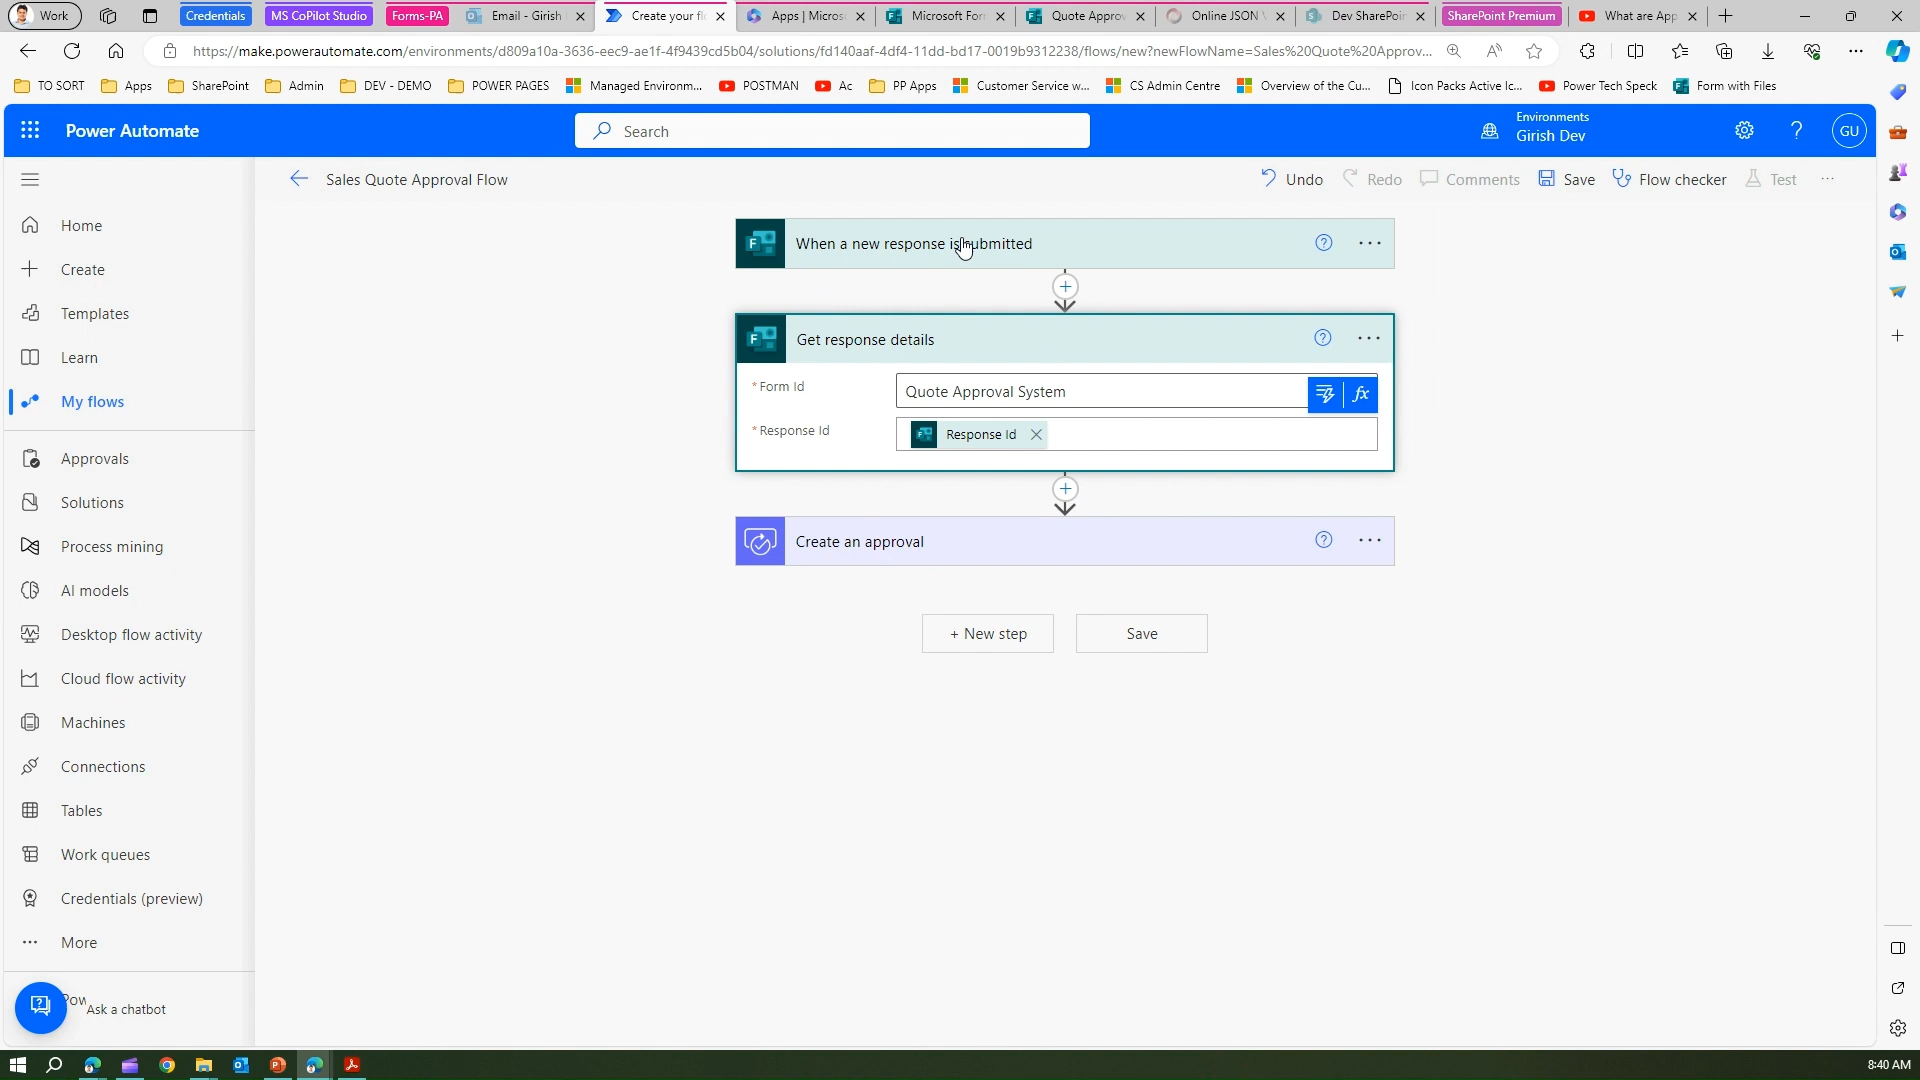 Work
Credentials
MS CoPilot Studio
Forms-PA
Email - Girish
Create your fl
Apps | Micros
Microsoft For
Quote Approv
Online JSON V
Dev SharePoin
SharePoint Premium
What are App
https://make.powerautomate.com/environments/d809a10a-3636-eec9-ae1f-4f9439cd5b04/solutions/fd140aaf-4df4-11dd-bd17-0019b9312238/flows/new?newFlowName=Sales%20Quote%20Approv...
TO SORT
Apps
SharePoint
Admin
DEV - DEMO
POWER PAGES
Managed Environm...
POSTMAN
Ac
PP Apps
Customer Service w...
CS Admin Centre
Overview of the Cu...
Icon Packs Active Ic...
Power Tech Speck
Form with Files
Power Automate
Search
Environments
Girish Dev
GU
Sales Quote Approval Flow
Undo
Redo
Comments
Save
Flow checker
Test
Home
Create
Templates
Learn
My flows
Approvals
Solutions
Process mining
AI models
Desktop flow activity
Cloud flow activity
Machines
Connections
Tables
Work queues
Credentials (preview)
More
Pow
Ask a chatbot
When a new response is submitted
Get response details
* Form Id
Quote Approval System
fx
* Response Id
Response Id
Create an approval
+ New step
Save
8:40 AM